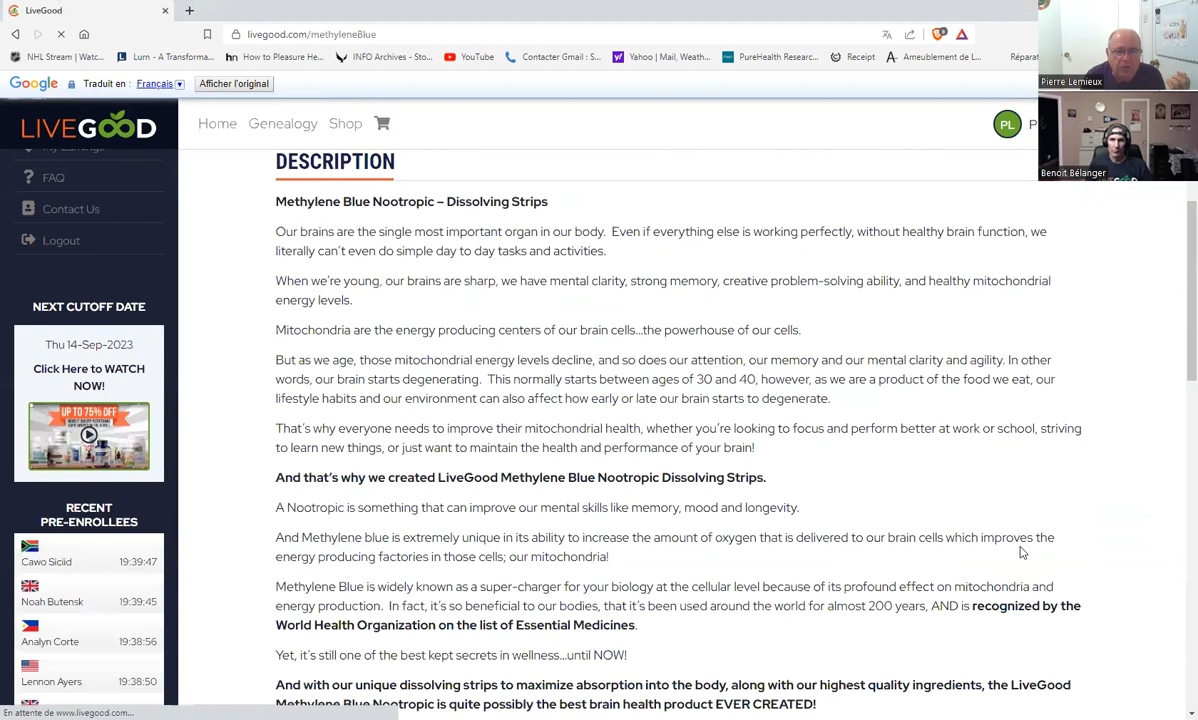 LiveGood
livegood.com/methyleneBlue
NHL Stream | Watc...
Lurn - A Transforma...
How to Pleasure He...
INFO Archives - Sto...
YouTube
Contacter Gmail : S...
Yahoo | Mail, Weath...
PureHealth Research...
Receipt
Ameublement de L...
Répara
Google
Traduit en :
Français
Afficher l'original
Pierre Lemieux
Benoit Bélanger
LIVEGOOD
Home
Genealogy
Shop
PL
P
FAQ
Contact Us
Logout
NEXT CUTOFF DATE
Thu 14-Sep-2023
Click Here to WATCH
NOW!
UP TO 75% OFF
RECENT
PRE-ENROLLEES
Cawo Siciid 19:39:47
Noah Butensk 19:39:45
Analyn Corte 19:38:56
Lennon Ayers 19:38:50
En attente de www.livegood.com...
DESCRIPTION
Methylene Blue Nootropic – Dissolving Strips
Our brains are the single most important organ in our body. Even if everything else is working perfectly, without healthy brain function, we
literally can't even do simple day to day tasks and activities.
When we're young, our brains are sharp, we have mental clarity, strong memory, creative problem-solving ability, and healthy mitochondrial
energy levels.
Mitochondria are the energy producing centers of our brain cells...the powerhouse of our cells.
But as we age, those mitochondrial energy levels decline, and so does our attention, our memory and our mental clarity and agility. In other
words, our brain starts degenerating. This normally starts between ages of 30 and 40, however, as we are a product of the food we eat, our
lifestyle habits and our environment can also affect how early or late our brain starts to degenerate.
That's why everyone needs to improve their mitochondrial health, whether you're looking to focus and perform better at work or school, striving
to learn new things, or just want to maintain the health and performance of your brain!
And that's why we created LiveGood Methylene Blue Nootropic Dissolving Strips.
A Nootropic is something that can improve our mental skills like memory, mood and longevity.
And Methylene blue is extremely unique in its ability to increase the amount of oxygen that is delivered to our brain cells which improves the
energy producing factories in those cells; our mitochondria!
Methylene Blue is widely known as a super-charger for your biology at the cellular level because of its profound effect on mitochondria and
energy production. In fact, it's so beneficial to our bodies, that it's been used around the world for almost 200 years, AND is recognized by the
World Health Organization on the list of Essential Medicines.
Yet, it's still one of the best kept secrets in wellness...until NOW!
And with our unique dissolving strips to maximize absorption into the body, along with our highest quality ingredients, the LiveGood
Methylene Blue Nootropic is quite possibly the best brain health product EVER CREATED!